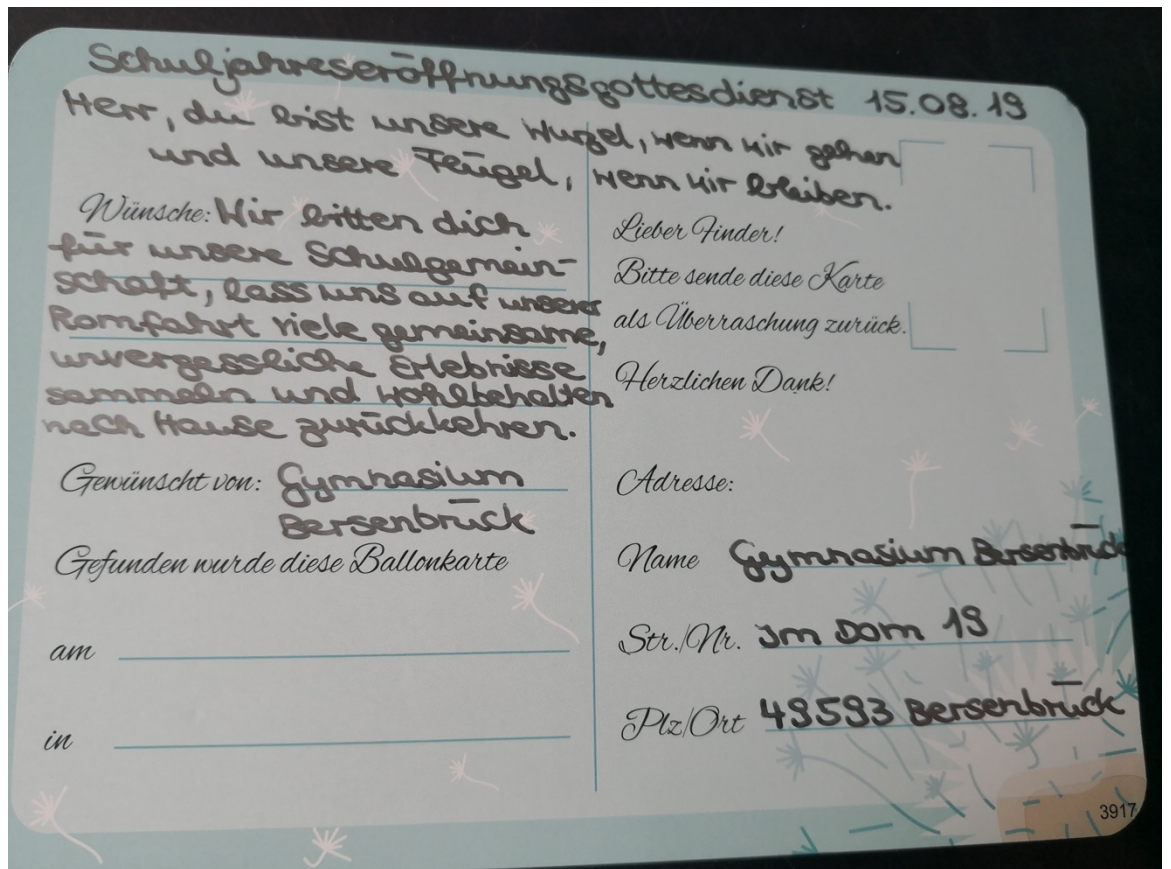 Schuljahreseröffnungsgottesdienst 15.08.19
Herr, du bist unsere Wurzel, wenn wir gehen
und unsere Flügel, wenn wir bleiben.
Wünsche: Wir bitten dich
für unsere Schulgemein-
schaft, lass uns auf unserer
Romfahrt viele gemeinsame,
unvergessliche Erlebnisse
sammeln und wohlbehalten
nach Hause zurückkehren.
Gewünscht von: Gymnasium
Bersenbrück
Gefunden wurde diese Ballonkarte
am
in
Lieber Finder!
Bitte sende diese Karte
als Überraschung zurück.
Herzlichen Dank!
Adresse:
Name Gymnasium Bersenbrück
Str./Nr. Im Dom 19
Plz/Ort 49593 Bersenbrück
3917